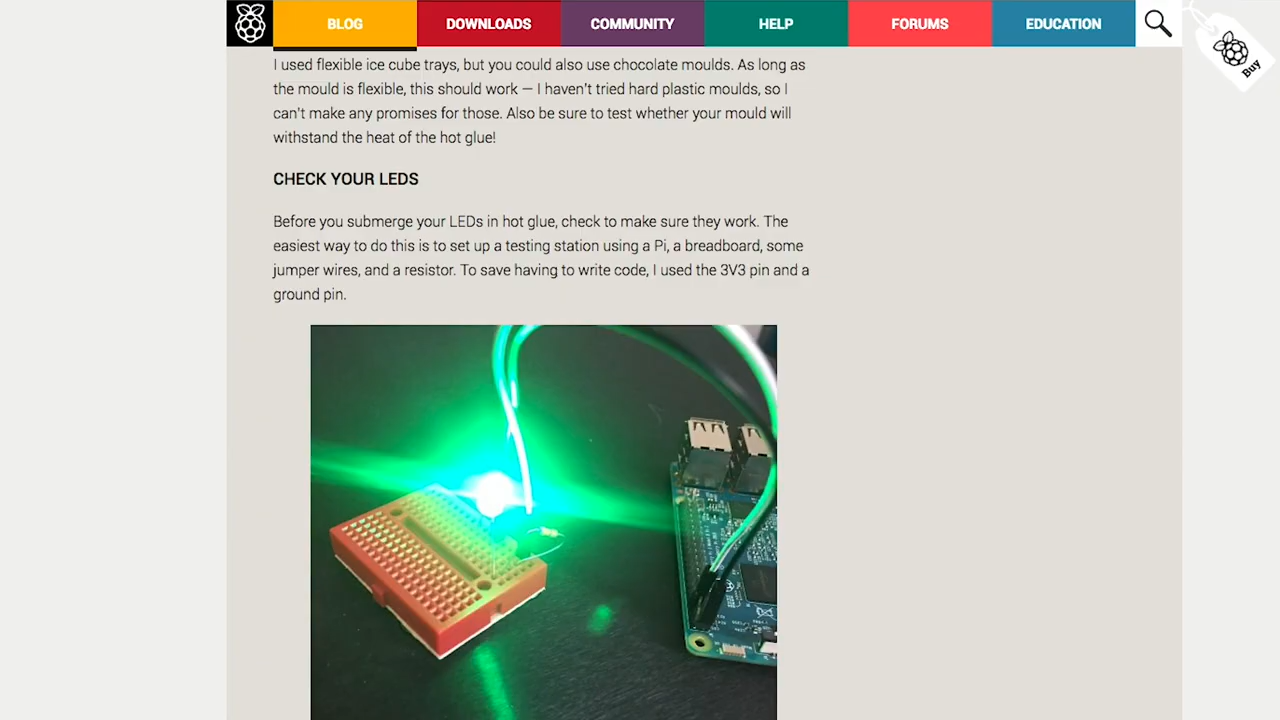 BLOG
DOWNLOADS
COMMUNITY
HELP
FORUMS
EDUCATION
Buy
I used flexible ice cube trays, but you could also use chocolate moulds. As long as
the mould is flexible, this should work — I haven't tried hard plastic moulds, so I
can't make any promises for those. Also be sure to test whether your mould will
withstand the heat of the hot glue!
CHECK YOUR LEDS
Before you submerge your LEDs in hot glue, check to make sure they work. The
easiest way to do this is to set up a testing station using a Pi, a breadboard, some
jumper wires, and a resistor. To save having to write code, I used the 3V3 pin and a
ground pin.